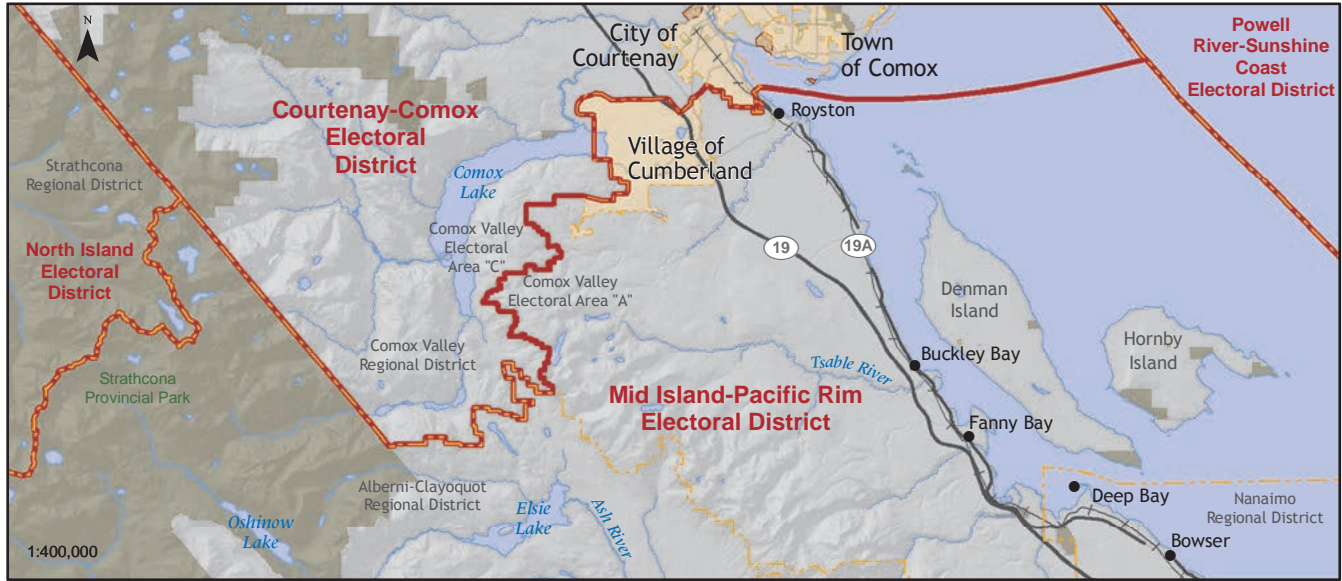 N
City of
Courtenay
Town
of Comox
Powell
River-Sunshine
Coast
Electoral District
Courtenay-Comox
Electoral
District
Royston
Village of
Cumberland
Strathcona
Regional District
Comox
Lake
North Island
Electoral
District
Comox Valley
Electoral
Area "C"
Comox Valley
Electoral Area "A"
19
19A
Denman
Island
Hornby
Island
Comox Valley
Regional District
Buckley Bay
Tsable River
Strathcona
Provincial Park
Mid Island-Pacific Rim
Electoral District
Fanny Bay
Alberni-Clayoquot
Regional District
Deep Bay
Nanaimo
Regional District
Elsie
Lake
Ash River
Oshinow
Lake
Bowser
1:400,000